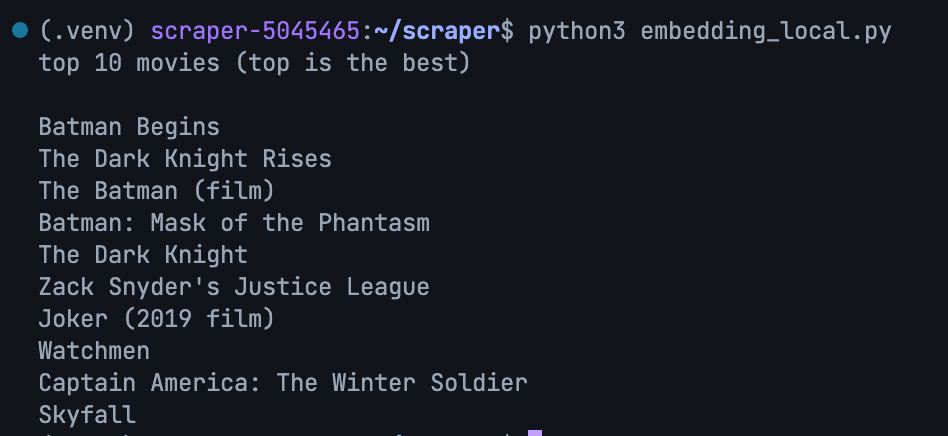 (.venv) scraper-5045465:~/scraper$ python3 embedding_local.py
top 10 movies (top is the best)
Batman Begins
The Dark Knight Rises
The Batman (film)
Batman: Mask of the Phantasm
The Dark Knight
Zack Snyder's Justice League
Joker (2019 film)
Watchmen
Captain America: The Winter Soldier
Skyfall